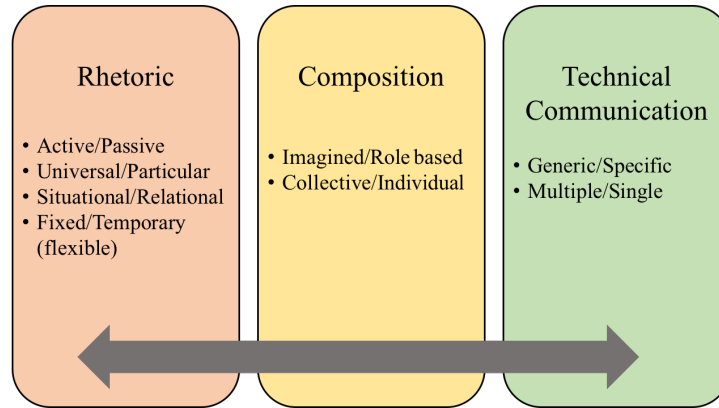 Rhetoric
• Active/Passive
• Universal/Particular
• Situational/Relational
• Fixed/Temporary
(flexible)
Composition
• Imagined/Role based
• Collective/Individual
Technical
Communication
• Generic/Specific
• Multiple/Single